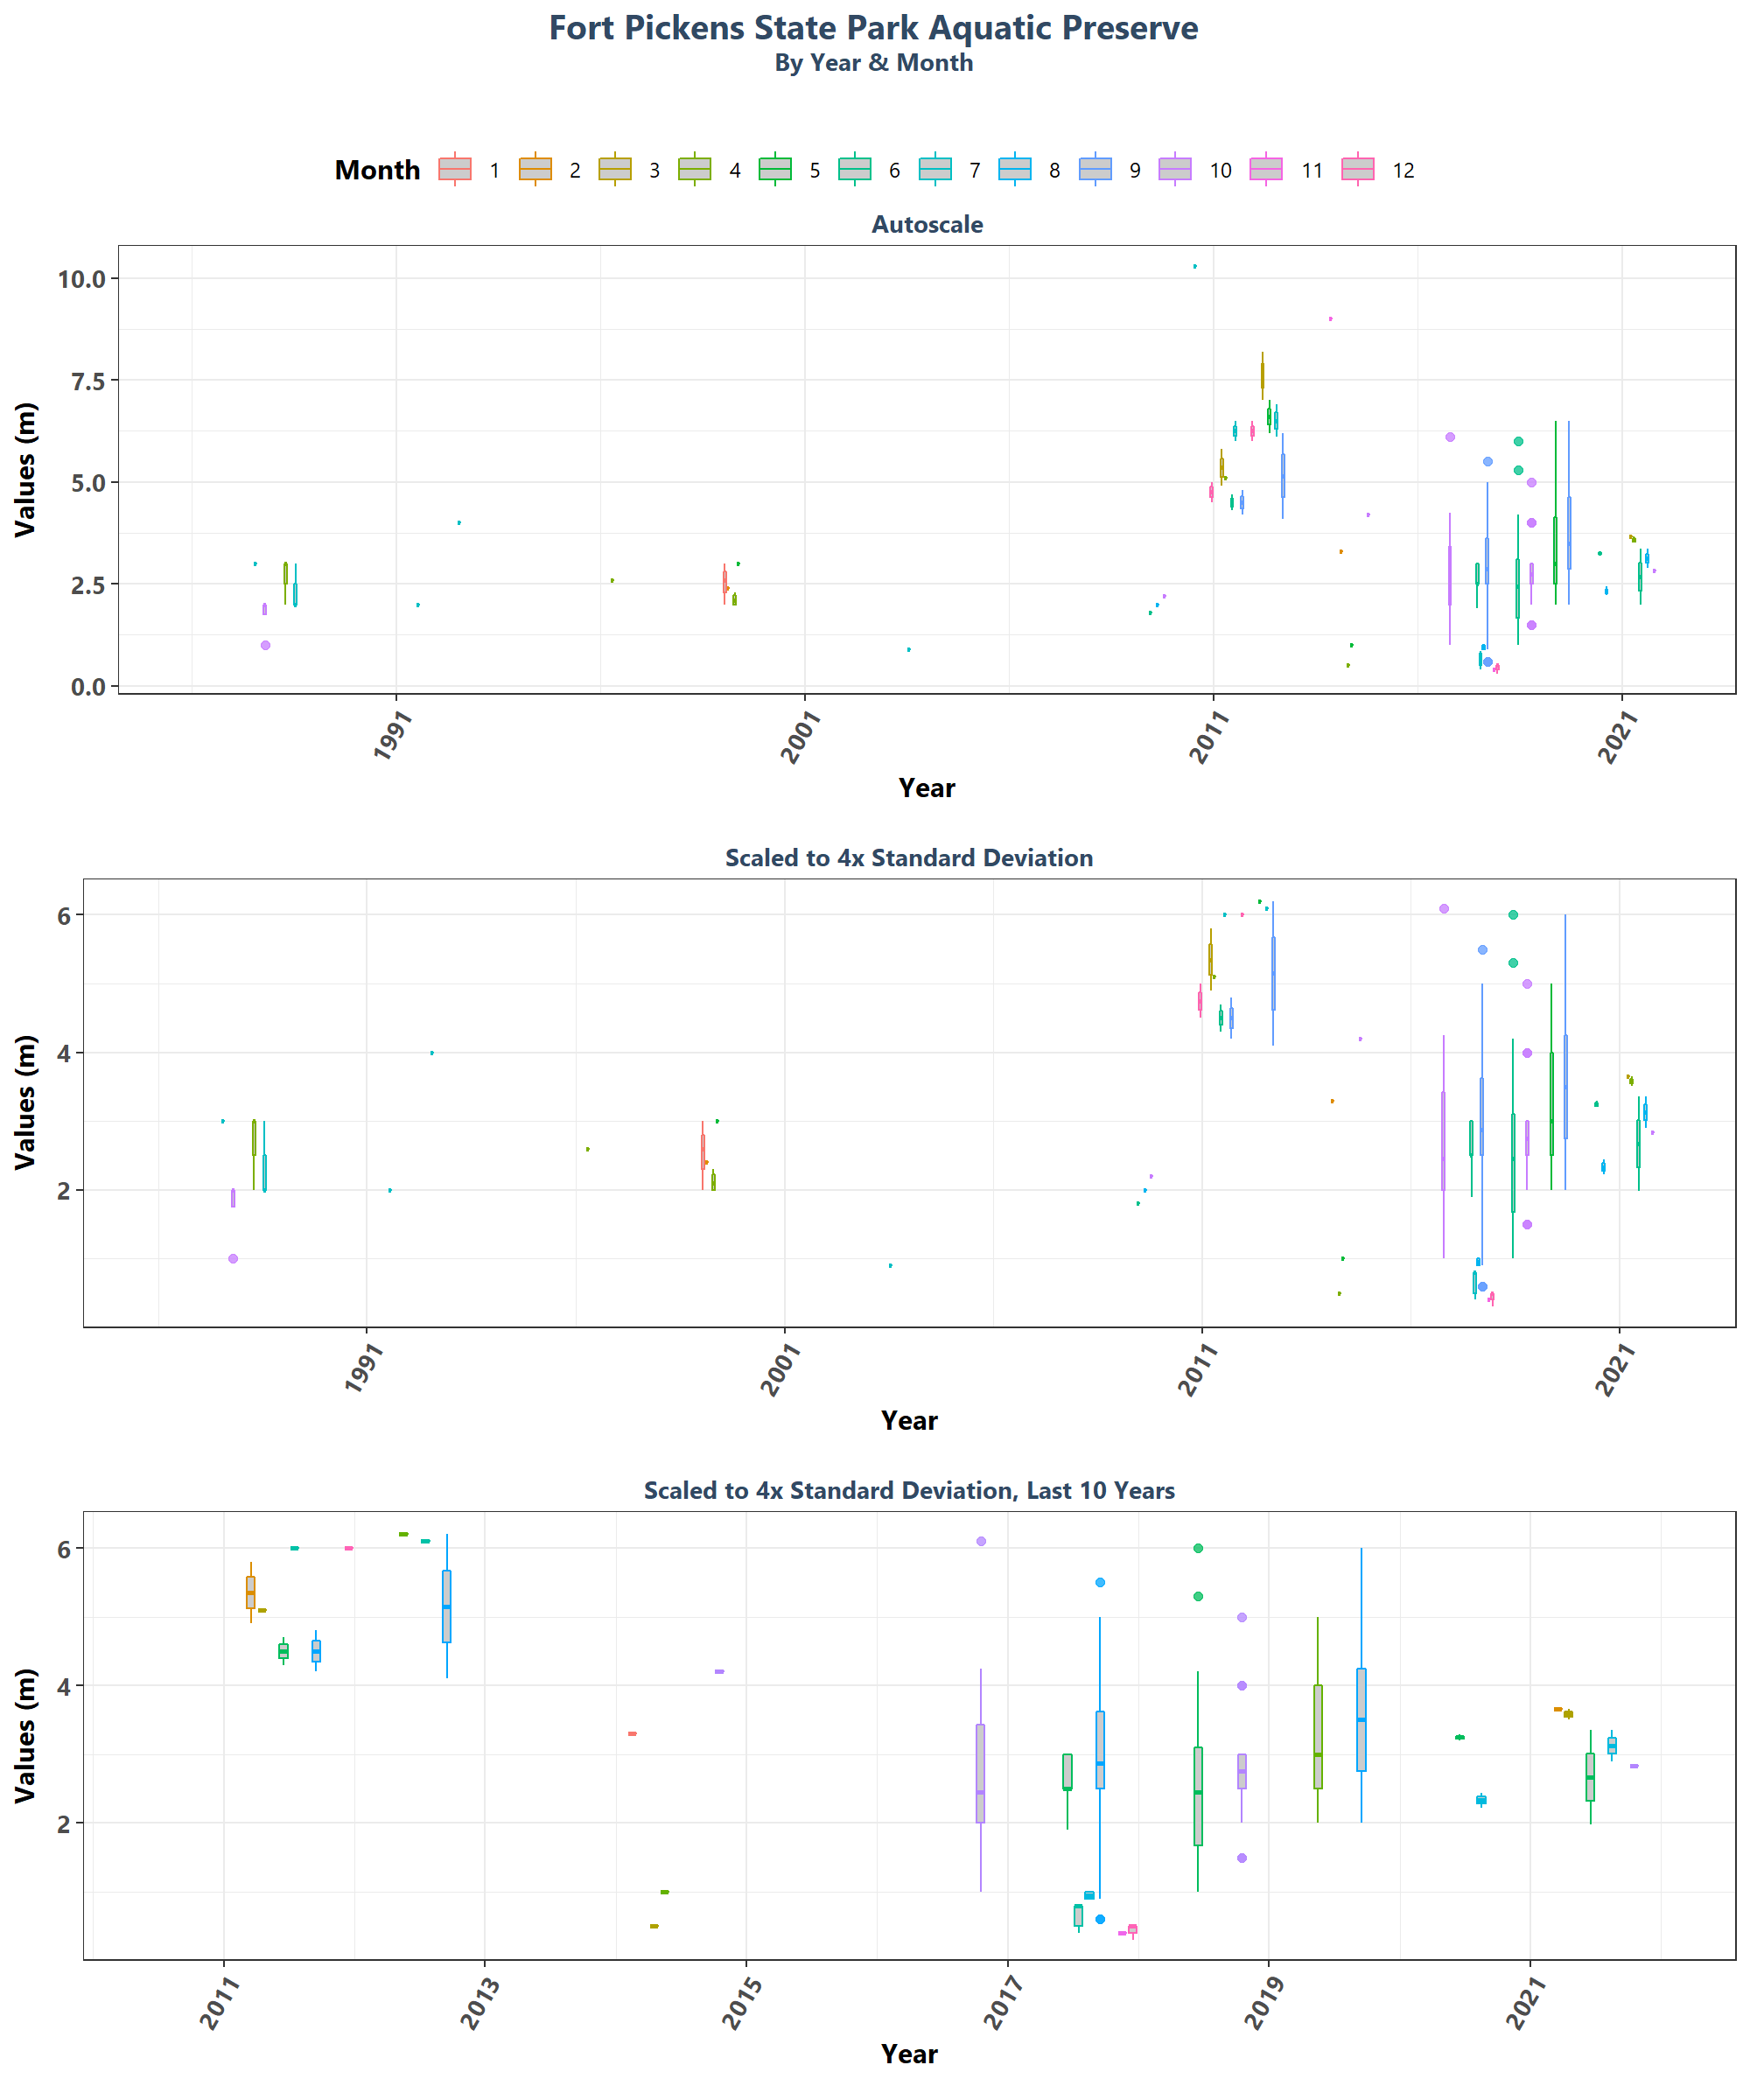 Fort Pickens State Park Aquatic Preserve
By Year & Month
Month 1 2 3 4 5 6 7 8 9 10 11 12
Autoscale
10.0
7.5
5.0
2.5
0.0
Values (m)
1991 2001 2011 2021
Year
Scaled to 4x Standard Deviation
6
4
2
Values (m)
1991 2001 2011 2021
Year
Scaled to 4x Standard Deviation, Last 10 Years
6
4
2
Values (m)
2011 2013 2015 2017 2019 2021
Year